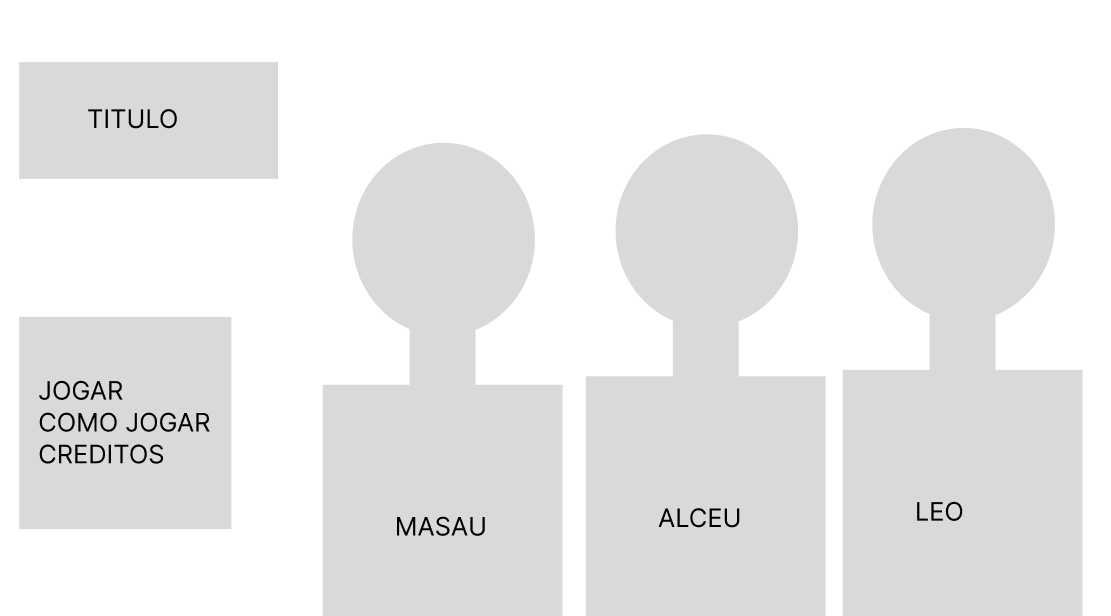 TITULO
JOGAR
COMO JOGAR
CREDITOS
MASAU
ALCEU
LEO